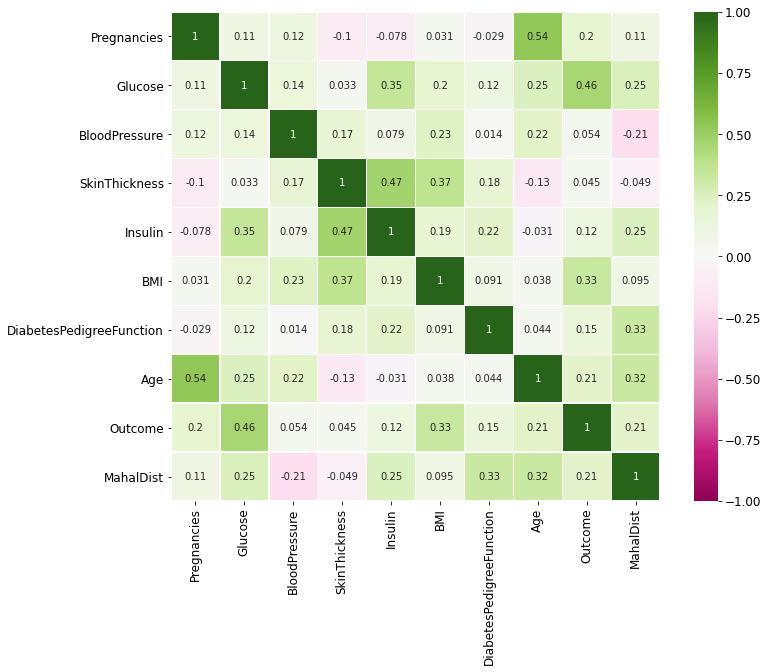 Pregnancies 1 0.11 0.12 -0.1 -0.078 0.031 -0.029 0.54 0.2 0.11
Glucose 0.11 1 0.14 0.033 0.35 0.2 0.12 0.25 0.46 0.25
BloodPressure 0.12 0.14 1 0.17 0.079 0.23 0.014 0.22 0.054 -0.21
SkinThickness -0.1 0.033 0.17 1 0.47 0.37 0.18 -0.13 0.045 -0.049
Insulin -0.078 0.35 0.079 0.47 1 0.19 0.22 -0.031 0.12 0.25
BMI 0.031 0.2 0.23 0.37 0.19 1 0.091 0.038 0.33 0.095
DiabetesPedigreeFunction -0.029 0.12 0.014 0.18 0.22 0.091 1 0.044 0.15 0.33
Age 0.54 0.25 0.22 -0.13 -0.031 0.038 0.044 1 0.21 0.32
Outcome 0.2 0.46 0.054 0.045 0.12 0.33 0.15 0.21 1 0.21
MahalDist 0.11 0.25 -0.21 -0.049 0.25 0.095 0.33 0.32 0.21 1
Pregnancies
Glucose
BloodPressure
SkinThickness
Insulin
BMI
DiabetesPedigreeFunction
Age
Outcome
MahalDist
1.00
0.75
0.50
0.25
0.00
−0.25
−0.50
−0.75
−1.00